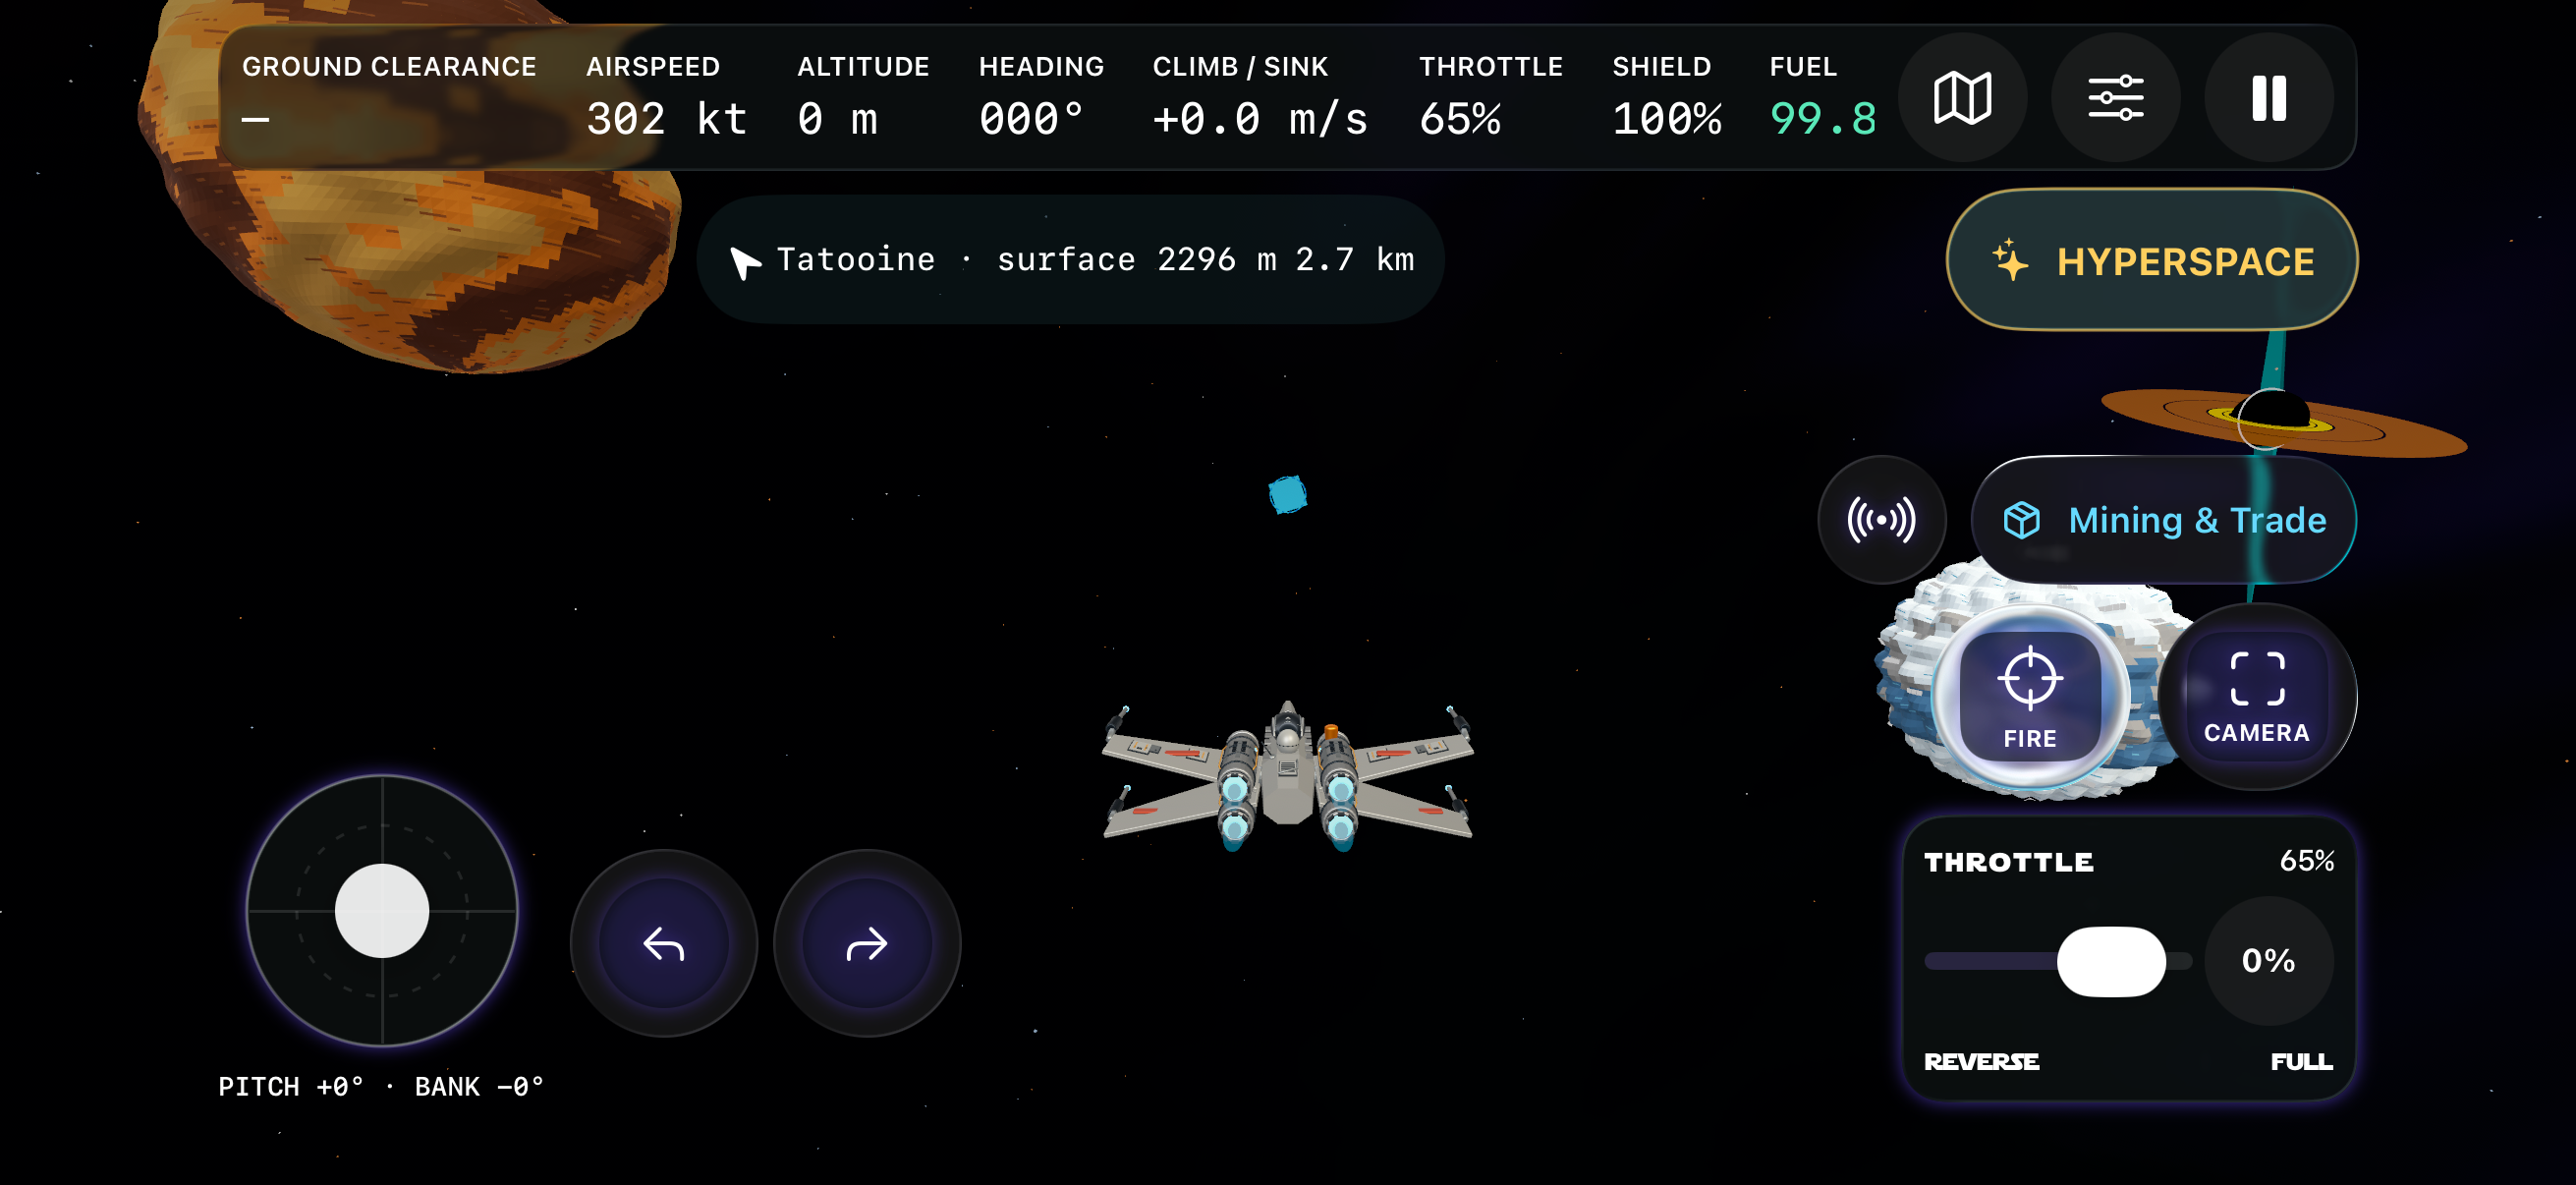 GROUND CLEARANCE
—
AIRSPEED
302 kt
ALTITUDE
0 m
HEADING
000°
CLIMB / SINK
+0.0 m/s
THROTTLE
65%
SHIELD
100%
FUEL
99.8
Tatooine · surface 2296 m 2.7 km
HYPERSPACE
Mining & Trade
FIRE
CAMERA
THROTTLE
65%
0%
REVERSE
FULL
PITCH +0° · BANK −0°